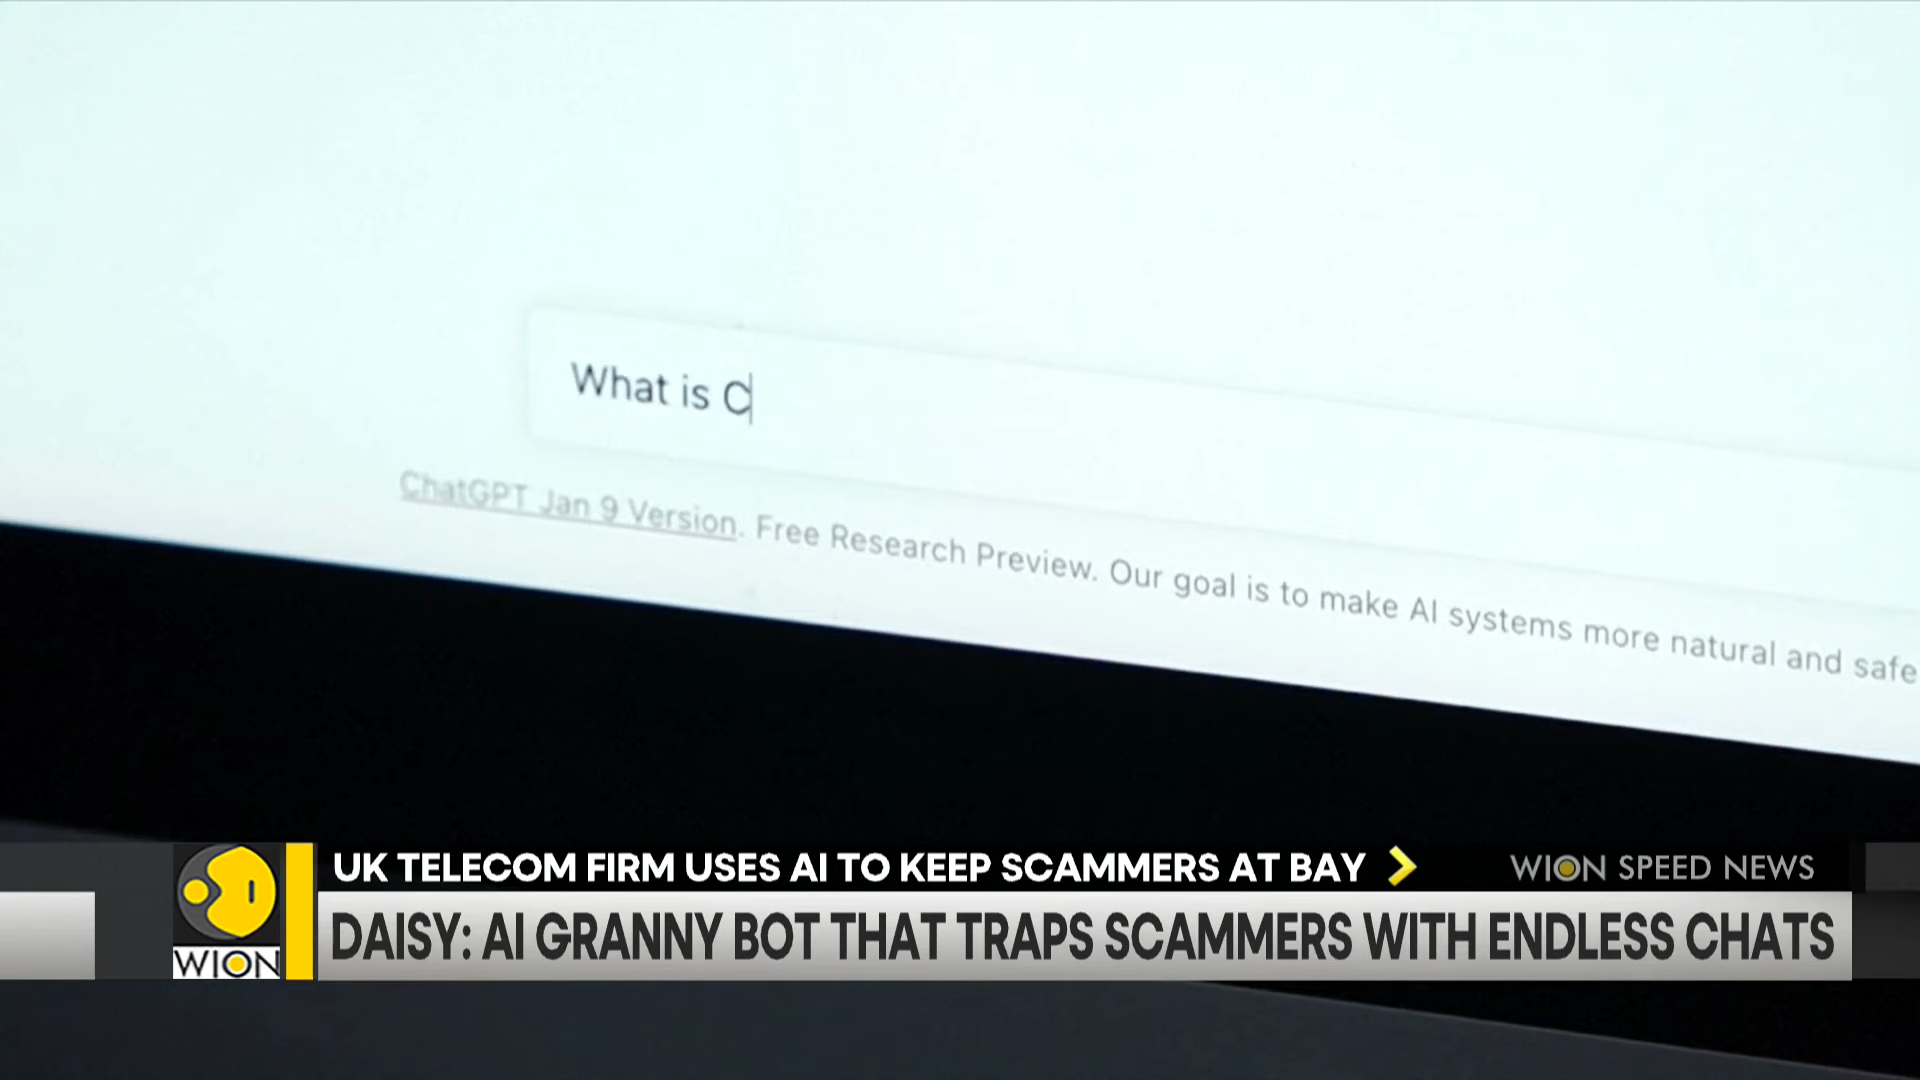 What is C
ChatGPT Jan 9 Version. Free Research Preview. Our goal is to make AI systems more natural and safe
UK TELECOM FIRM USES AI TO KEEP SCAMMERS AT BAY
WION SPEED NEWS
DAISY: AI GRANNY BOT THAT TRAPS SCAMMERS WITH ENDLESS CHATS
WION